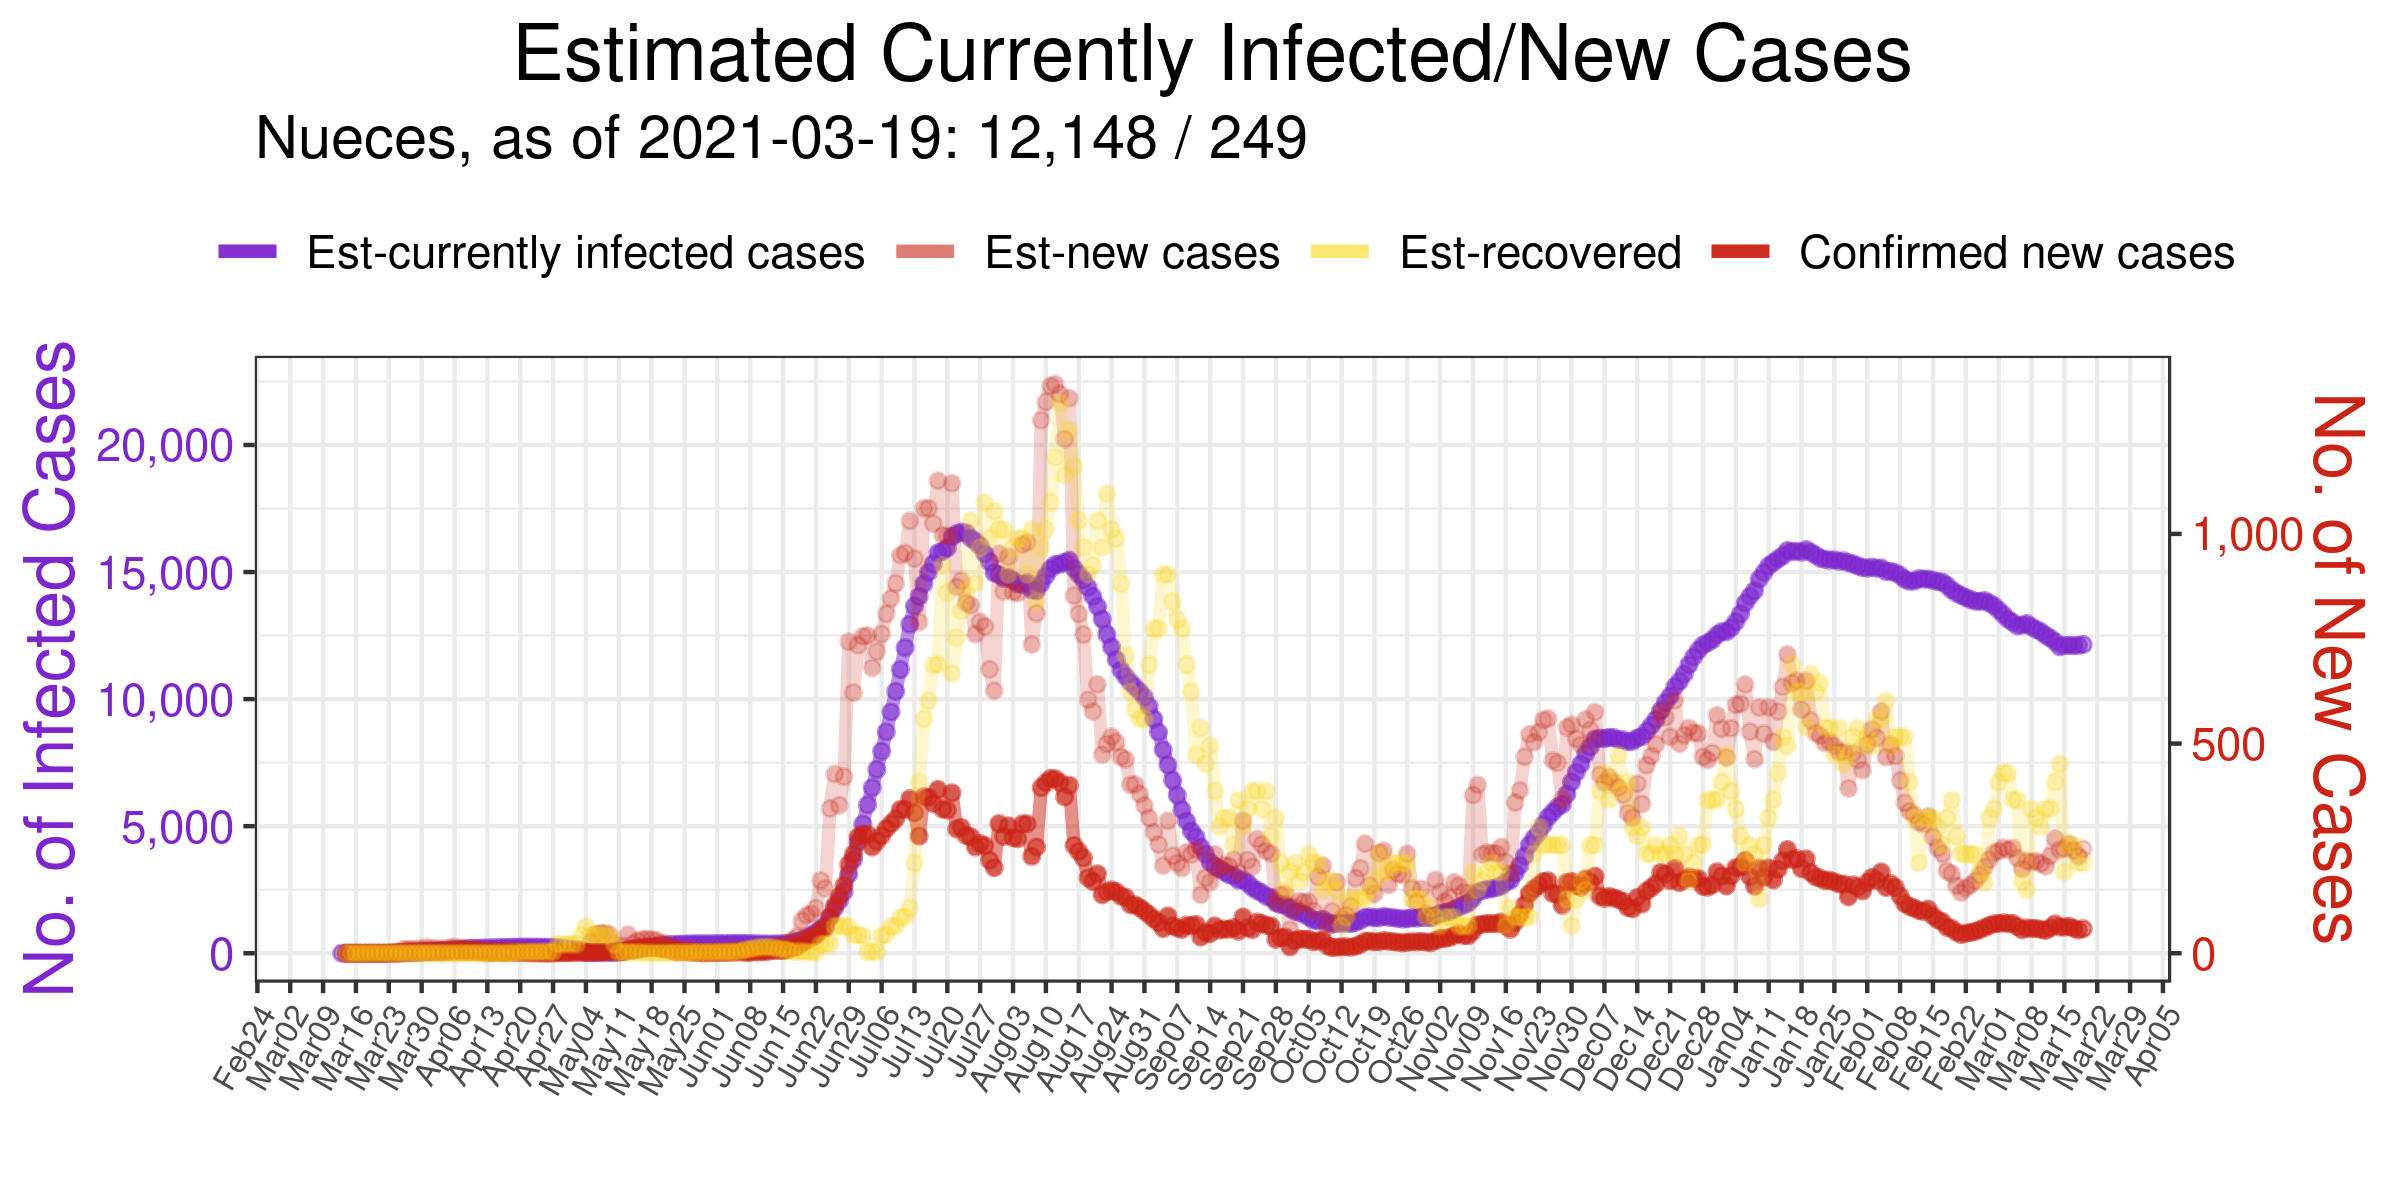 Estimated Currently Infected/New Cases
Nueces, as of 2021-03-19: 12,148 / 249
Est-currently infected cases Est-new cases Est-recovered Confirmed new cases
No. of Infected Cases
20,000
15,000
10,000
5,000
0
1,000
500
0
No. of New Cases
Feb24 Mar02 Mar09 Mar16 Mar23 Mar30 Apr06 Apr13 Apr20 Apr27 May04 May11 May18 May25 Jun01 Jun08 Jun15 Jun22 Jun29 Jul06 Jul13 Jul20 Jul27 Aug03 Aug10 Aug17 Aug24 Aug31 Sep07 Sep14 Sep21 Sep28 Oct05 Oct12 Oct19 Oct26 Nov02 Nov09 Nov16 Nov23 Nov30 Dec07 Dec14 Dec21 Dec28 Jan04 Jan11 Jan18 Jan25 Feb01 Feb08 Feb15 Feb22 Mar01 Mar08 Mar15 Mar22 Mar29 Apr05